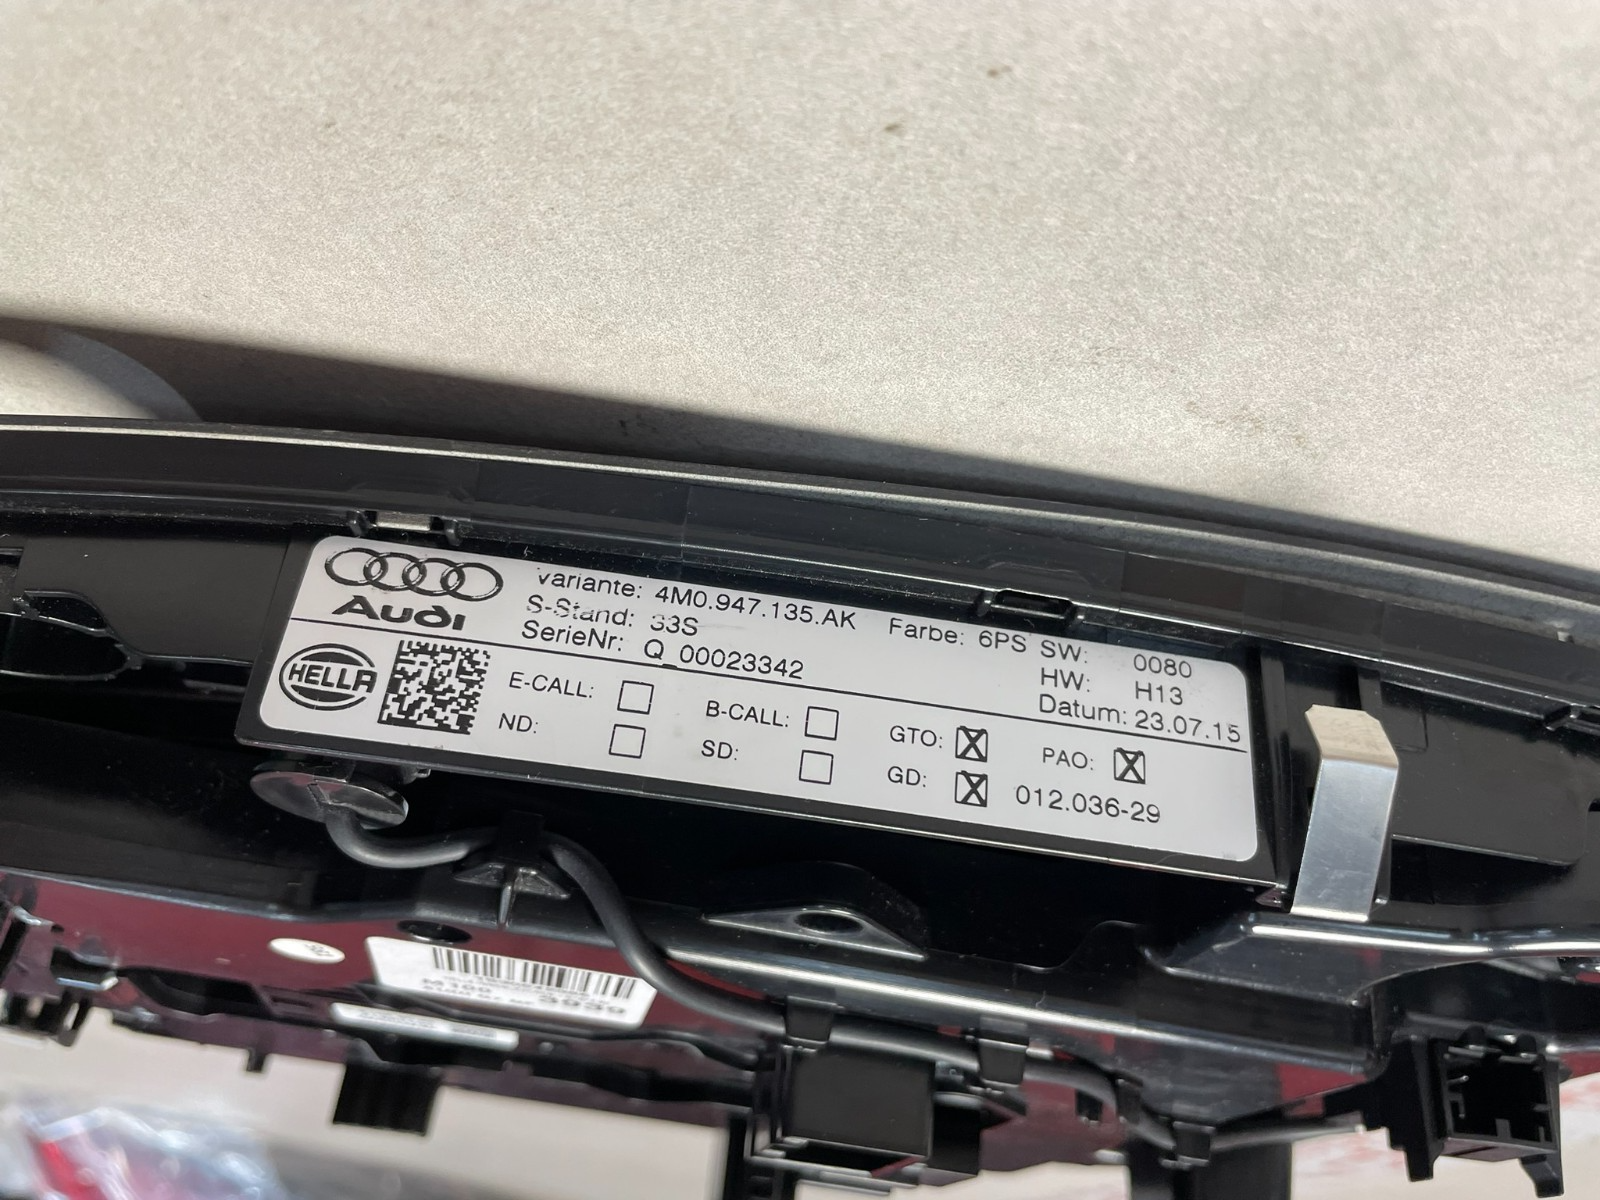 Audi
Variante: 4M0.947.135.AK Farbe: 6PS SW: 0080
S-Stand: 33S HW: H13
SerieNr: Q_00023342 Datum: 23.07.15
HELLA
E-CALL: B-CALL: GTO: X PAO: X
ND: SD: GD: X 012.036-29